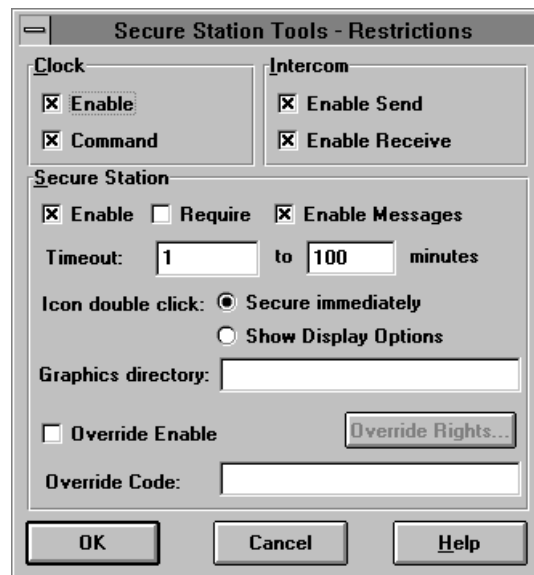 Secure Station Tools - Restrictions
Clock
Enable
Command
Intercom
Enable Send
Enable Receive
Secure Station
Enable Require Enable Messages
Timeout: 1 to 100 minutes
Icon double click: Secure immediately
Show Display Options
Graphics directory:
Override Enable Override Rights...
Override Code:
OK Cancel Help